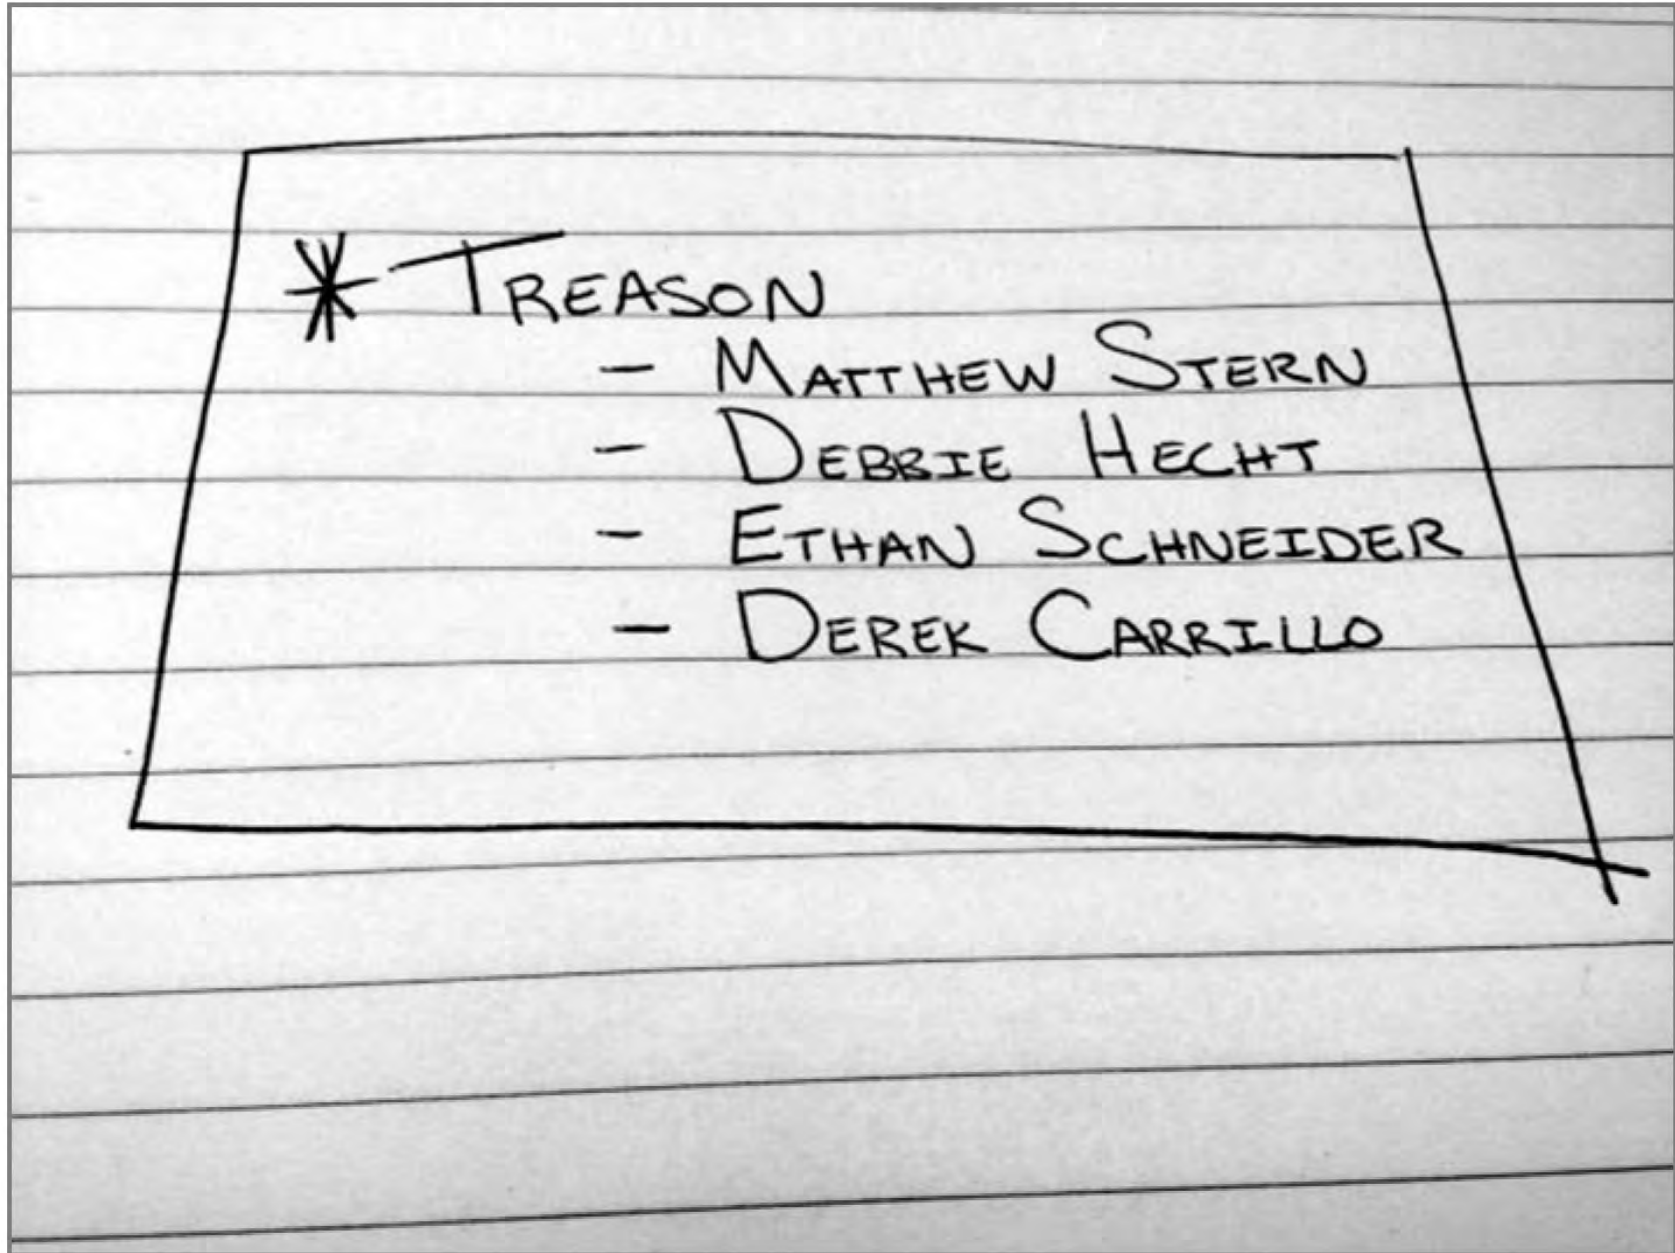 * Treason
- Matthew Stern
- Debbie Hecht
- Ethan Schneider
- Derek Carrillo